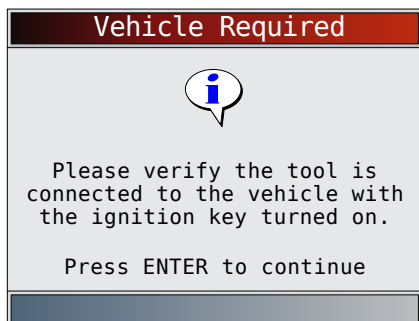 Vehicle Required
i
Please verify the tool is
connected to the vehicle with
the ignition key turned on.
Press ENTER to continue